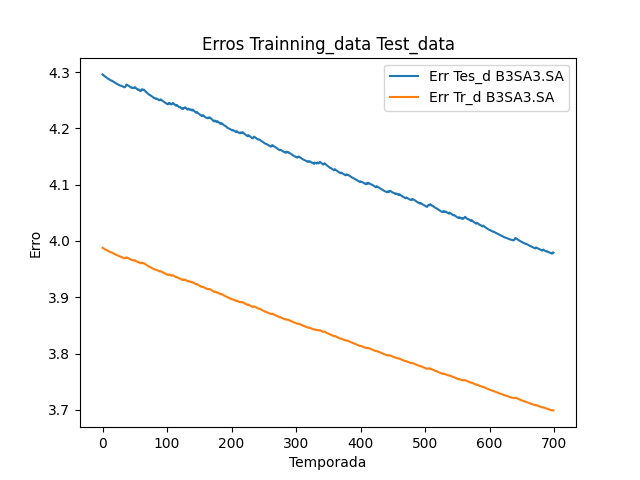 Erros Trainning_data Test_data
Err Tes_d B3SA3.SA
Err Tr_d B3SA3.SA
Erro
4.3
4.2
4.1
4.0
3.9
3.8
3.7
0 100 200 300 400 500 600 700
Temporada